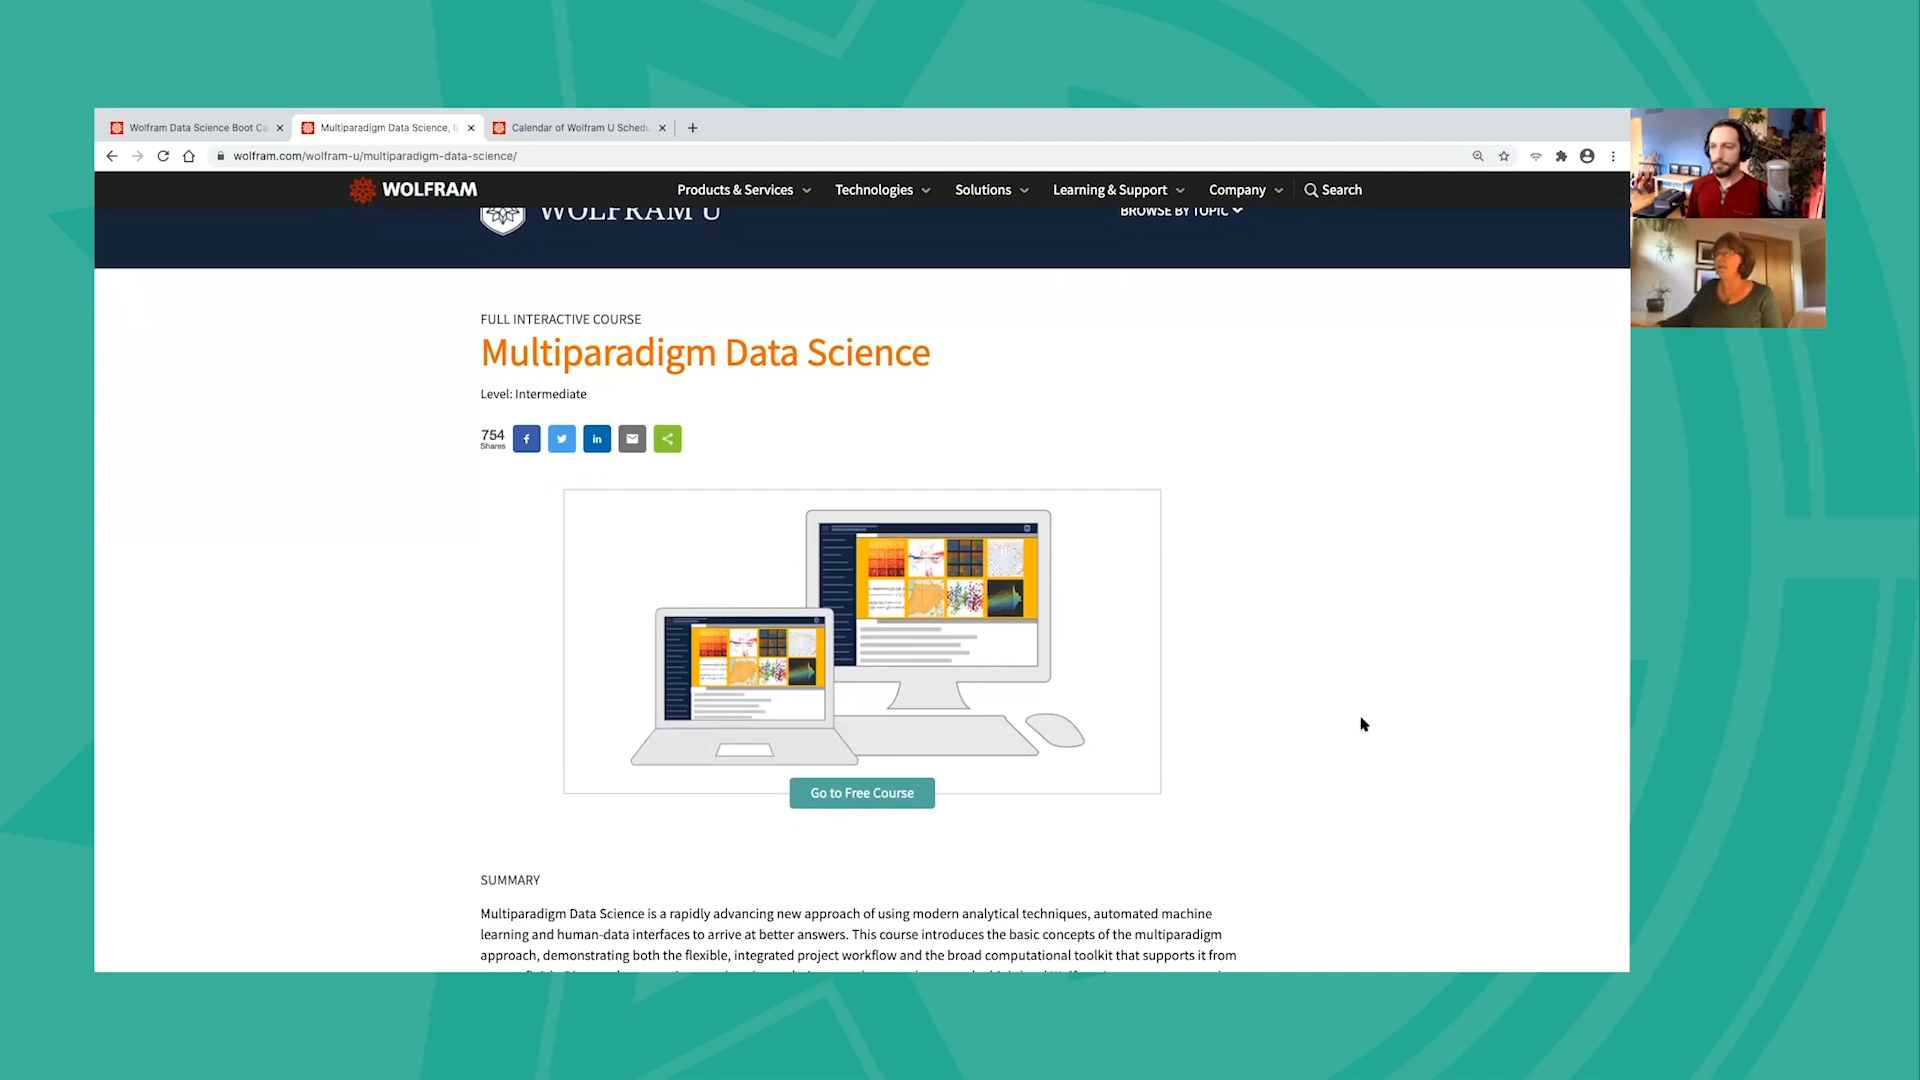 Wolfram Data Science Boot Ca
Multiparadigm Data Science, I
Calendar of Wolfram U Schedu
wolfram.com/wolfram-u/multiparadigm-data-science/
WOLFRAM
Products & Services
Technologies
Solutions
Learning & Support
Company
Search
WOLFRAM U
BROWSE BY TOPIC
FULL INTERACTIVE COURSE
Multiparadigm Data Science
Level: Intermediate
754
Shares
Go to Free Course
SUMMARY
Multiparadigm Data Science is a rapidly advancing new approach of using modern analytical techniques, automated machine
learning and human-data interfaces to arrive at better answers. This course introduces the basic concepts of the multiparadigm
approach, demonstrating both the flexible, integrated project workflow and the broad computational toolkit that supports it from